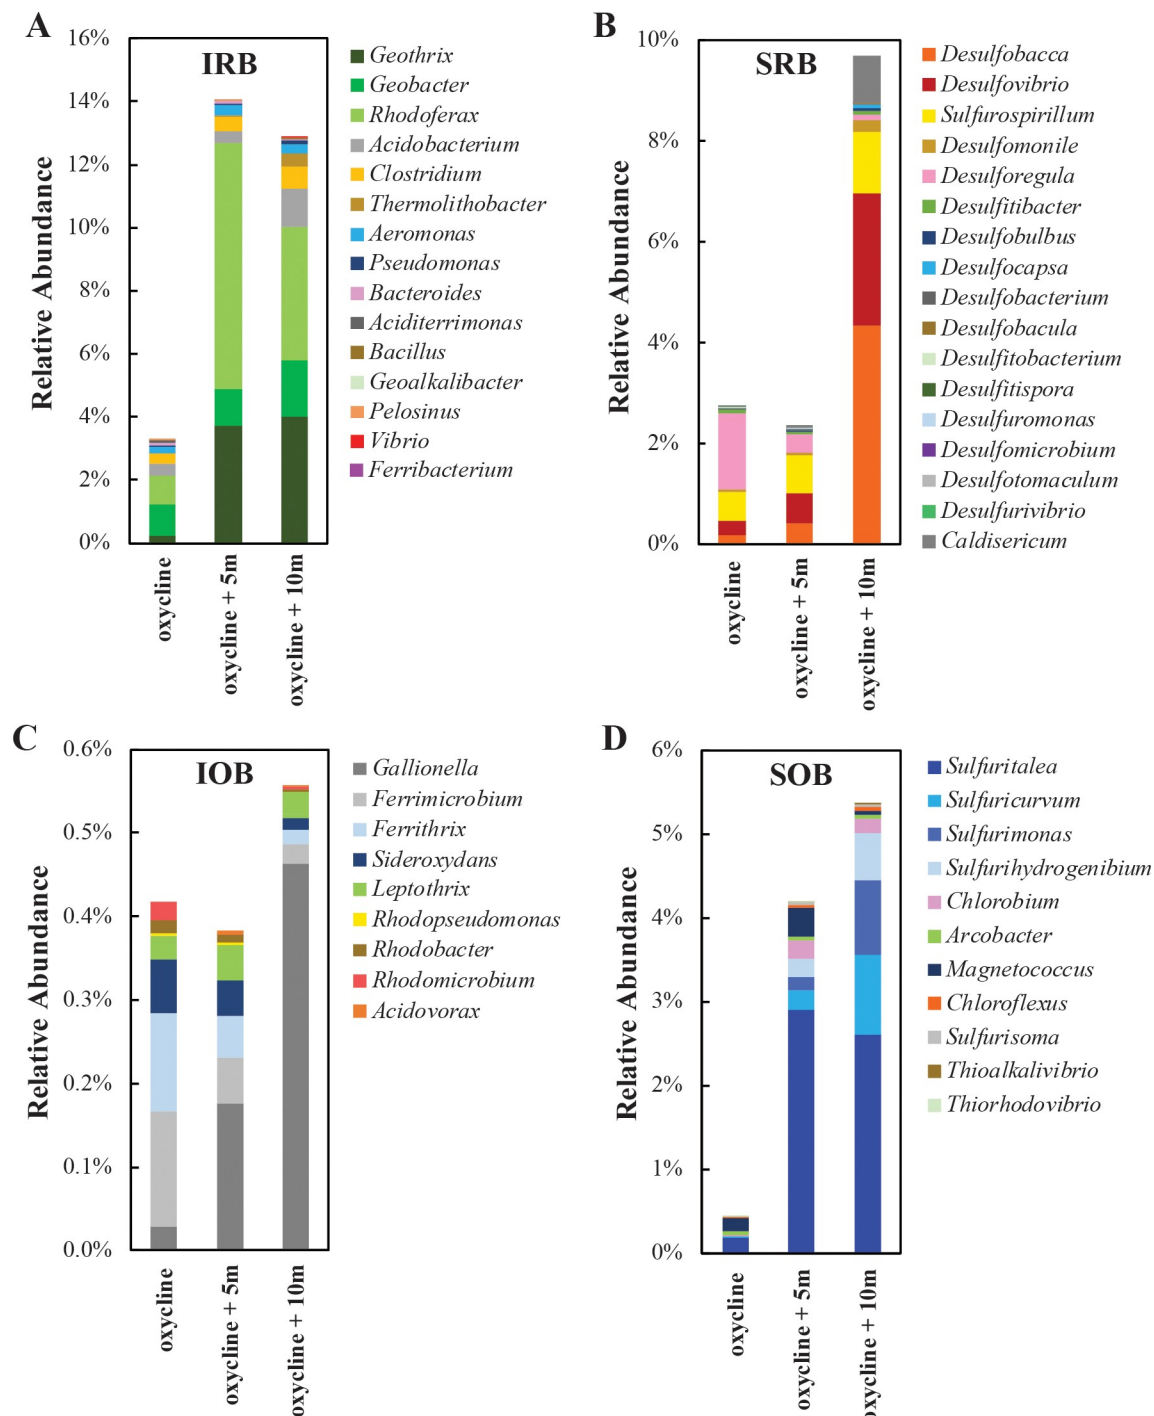 A
IRB
Relative Abundance
16%
14%
12%
10%
8%
6%
4%
2%
0%
oxycline
oxycline + 5m
oxycline + 10m
Geothrix
Geobacter
Rhodoferax
Acidobacterium
Clostridium
Thermolithobacter
Aeromonas
Pseudomonas
Bacteroides
Aciditerrimonas
Bacillus
Geoalkalibacter
Pelosinus
Vibrio
Ferribacterium
B
SRB
Relative Abundance
10%
8%
6%
4%
2%
0%
oxycline
oxycline + 5m
oxycline + 10m
Desulfobacca
Desulfovibrio
Sulfurospirillum
Desulfomonile
Desulforegula
Desulfitibacter
Desulfobulbus
Desulfocapsa
Desulfobacterium
Desulfobacula
Desulfitobacterium
Desulfitispora
Desulfuromonas
Desulfomicrobium
Desulfotomaculum
Desulfurivibrio
Caldisericum
C
IOB
Relative Abundance
0.6%
0.5%
0.4%
0.3%
0.2%
0.1%
0.0%
oxycline
oxycline + 5m
oxycline + 10m
Gallionella
Ferrimicrobium
Ferrithrix
Sideroxydans
Leptothrix
Rhodopseudomonas
Rhodobacter
Rhodomicrobium
Acidovorax
D
SOB
Relative Abundance
6%
5%
4%
3%
2%
1%
0%
oxycline
oxycline + 5m
oxycline + 10m
Sulfuritalea
Sulfuricurvum
Sulfurimonas
Sulfurihydrogenibium
Chlorobium
Arcobacter
Magnetococcus
Chloroflexus
Sulfurisoma
Thioalkalivibrio
Thiorhodovibrio